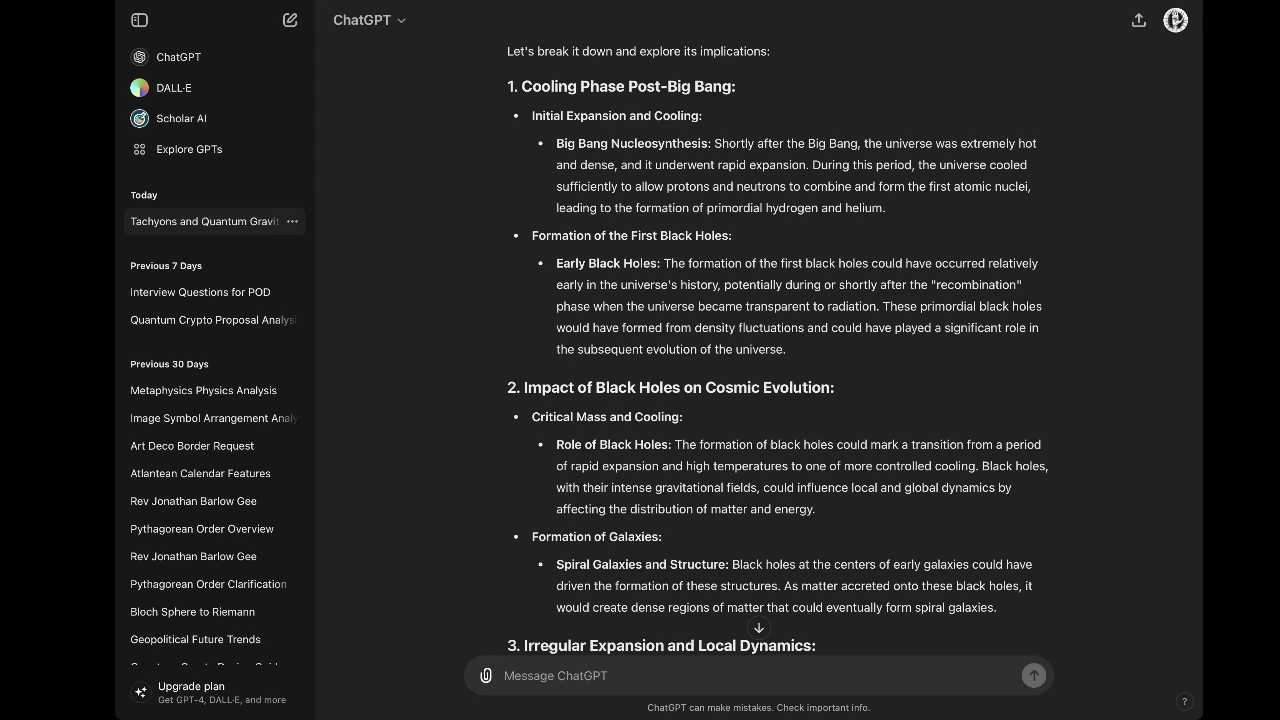 ChatGPT
DALL·E
Scholar AI
Explore GPTs
Today
Tachyons and Quantum Gravit
Previous 7 Days
Interview Questions for POD
Quantum Crypto Proposal Analysi
Previous 30 Days
Metaphysics Physics Analysis
Image Symbol Arrangement Analy
Art Deco Border Request
Atlantean Calendar Features
Rev Jonathan Barlow Gee
Pythagorean Order Overview
Rev Jonathan Barlow Gee
Pythagorean Order Clarification
Bloch Sphere to Riemann
Geopolitical Future Trends
Upgrade plan
Get GPT-4, DALL·E, and more
ChatGPT
Let's break it down and explore its implications:
1. Cooling Phase Post-Big Bang:
• Initial Expansion and Cooling:
• Big Bang Nucleosynthesis: Shortly after the Big Bang, the universe was extremely hot
and dense, and it underwent rapid expansion. During this period, the universe cooled
sufficiently to allow protons and neutrons to combine and form the first atomic nuclei,
leading to the formation of primordial hydrogen and helium.
• Formation of the First Black Holes:
• Early Black Holes: The formation of the first black holes could have occurred relatively
early in the universe's history, potentially during or shortly after the "recombination"
phase when the universe became transparent to radiation. These primordial black holes
would have formed from density fluctuations and could have played a significant role in
the subsequent evolution of the universe.
2. Impact of Black Holes on Cosmic Evolution:
• Critical Mass and Cooling:
• Role of Black Holes: The formation of black holes could mark a transition from a period
of rapid expansion and high temperatures to one of more controlled cooling. Black holes,
with their intense gravitational fields, could influence local and global dynamics by
affecting the distribution of matter and energy.
• Formation of Galaxies:
• Spiral Galaxies and Structure: Black holes at the centers of early galaxies could have
driven the formation of these structures. As matter accreted onto these black holes, it
would create dense regions of matter that could eventually form spiral galaxies.
3. Irregular Expansion and Local Dynamics:
Message ChatGPT
ChatGPT can make mistakes. Check important info.
?